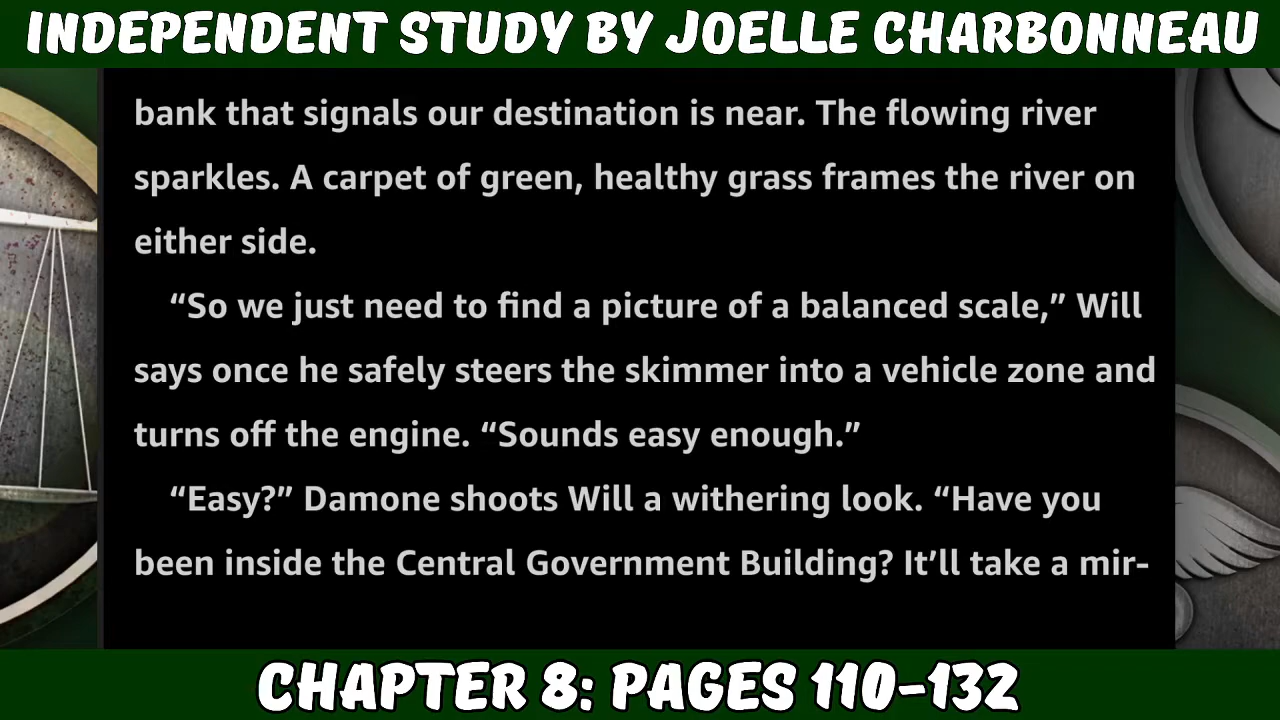 INDEPENDENT STUDY BY JOELLE CHARBONNEAU
bank that signals our destination is near. The flowing river
sparkles. A carpet of green, healthy grass frames the river on
either side.
“So we just need to find a picture of a balanced scale,” Will
says once he safely steers the skimmer into a vehicle zone and
turns off the engine. “Sounds easy enough.”
“Easy?” Damone shoots Will a withering look. “Have you
been inside the Central Government Building? It’ll take a mir-
CHAPTER 8: PAGES 110-132